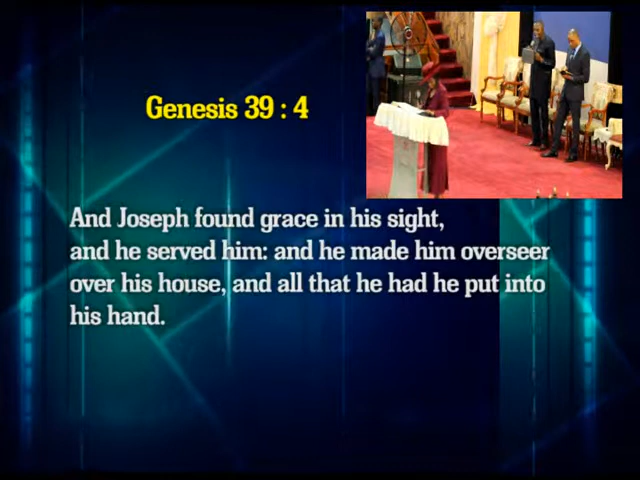 Genesis 39 : 4
And Joseph found grace in his sight,
and he served him: and he made him overseer
over his house, and all that he had he put into
his hand.